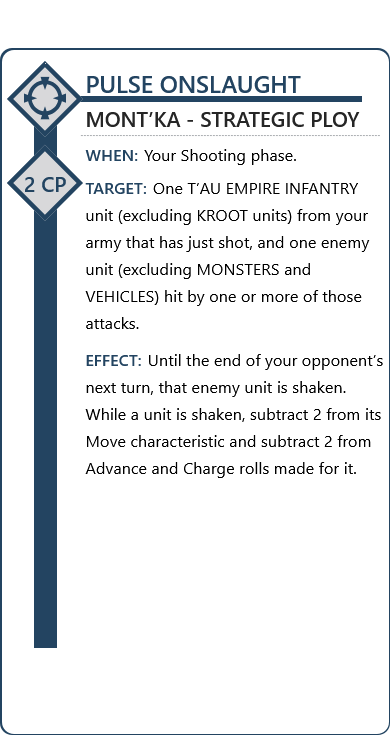 PULSE ONSLAUGHT
MONT’KA - STRATEGIC PLOY
2 CP
WHEN: Your Shooting phase.
TARGET: One T’AU EMPIRE INFANTRY
unit (excluding KROOT units) from your
army that has just shot, and one enemy
unit (excluding MONSTERS and
VEHICLES) hit by one or more of those
attacks.
EFFECT: Until the end of your opponent’s
next turn, that enemy unit is shaken.
While a unit is shaken, subtract 2 from its
Move characteristic and subtract 2 from
Advance and Charge rolls made for it.